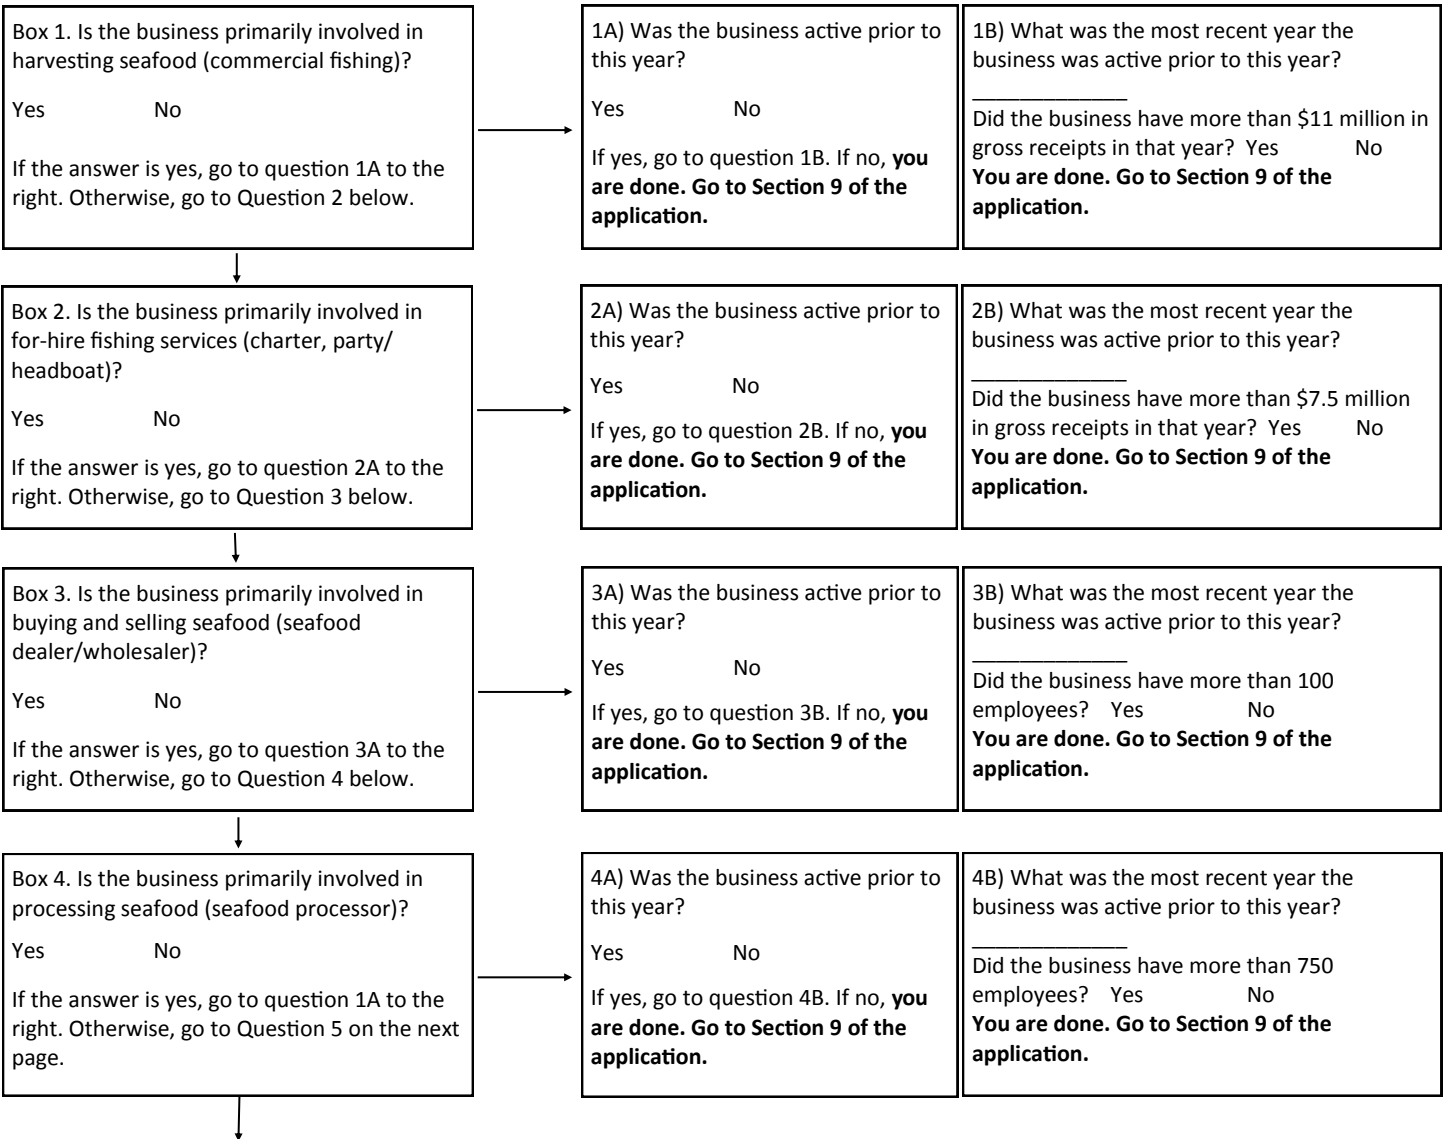 Box 1. Is the business primarily involved in
harvesting seafood (commercial fishing)?
Yes No
If the answer is yes, go to question 1A to the
right. Otherwise, go to Question 2 below.
1A) Was the business active prior to
this year?
Yes No
If yes, go to question 1B. If no, you
are done. Go to Section 9 of the
application.
1B) What was the most recent year the
business was active prior to this year?
_____________
Did the business have more than $11 million in
gross receipts in that year? Yes No
You are done. Go to Section 9 of the
application.
Box 2. Is the business primarily involved in
for-hire fishing services (charter, party/
headboat)?
Yes No
If the answer is yes, go to question 2A to the
right. Otherwise, go to Question 3 below.
2A) Was the business active prior to
this year?
Yes No
If yes, go to question 2B. If no, you
are done. Go to Section 9 of the
application.
2B) What was the most recent year the
business was active prior to this year?
_____________
Did the business have more than $7.5 million
in gross receipts in that year? Yes No
You are done. Go to Section 9 of the
application.
Box 3. Is the business primarily involved in
buying and selling seafood (seafood
dealer/wholesaler)?
Yes No
If the answer is yes, go to question 3A to the
right. Otherwise, go to Question 4 below.
3A) Was the business active prior to
this year?
Yes No
If yes, go to question 3B. If no, you
are done. Go to Section 9 of the
application.
3B) What was the most recent year the
business was active prior to this year?
_____________
Did the business have more than 100
employees? Yes No
You are done. Go to Section 9 of the
application.
Box 4. Is the business primarily involved in
processing seafood (seafood processor)?
Yes No
If the answer is yes, go to question 1A to the
right. Otherwise, go to Question 5 on the next
page.
4A) Was the business active prior to
this year?
Yes No
If yes, go to question 4B. If no, you
are done. Go to Section 9 of the
application.
4B) What was the most recent year the
business was active prior to this year?
_____________
Did the business have more than 750
employees? Yes No
You are done. Go to Section 9 of the
application.